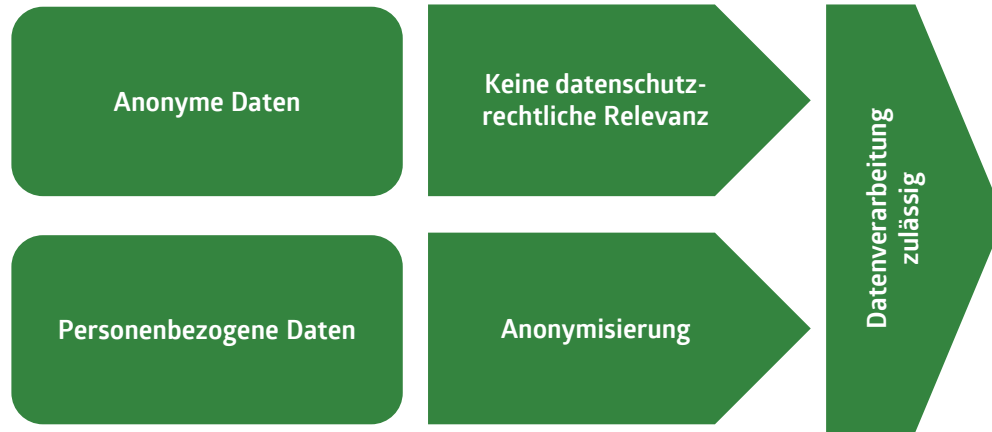 Anonyme Daten
Keine datenschutz-
rechtliche Relevanz
Personenbezogene Daten
Anonymisierung
Datenverarbeitung
zulässig